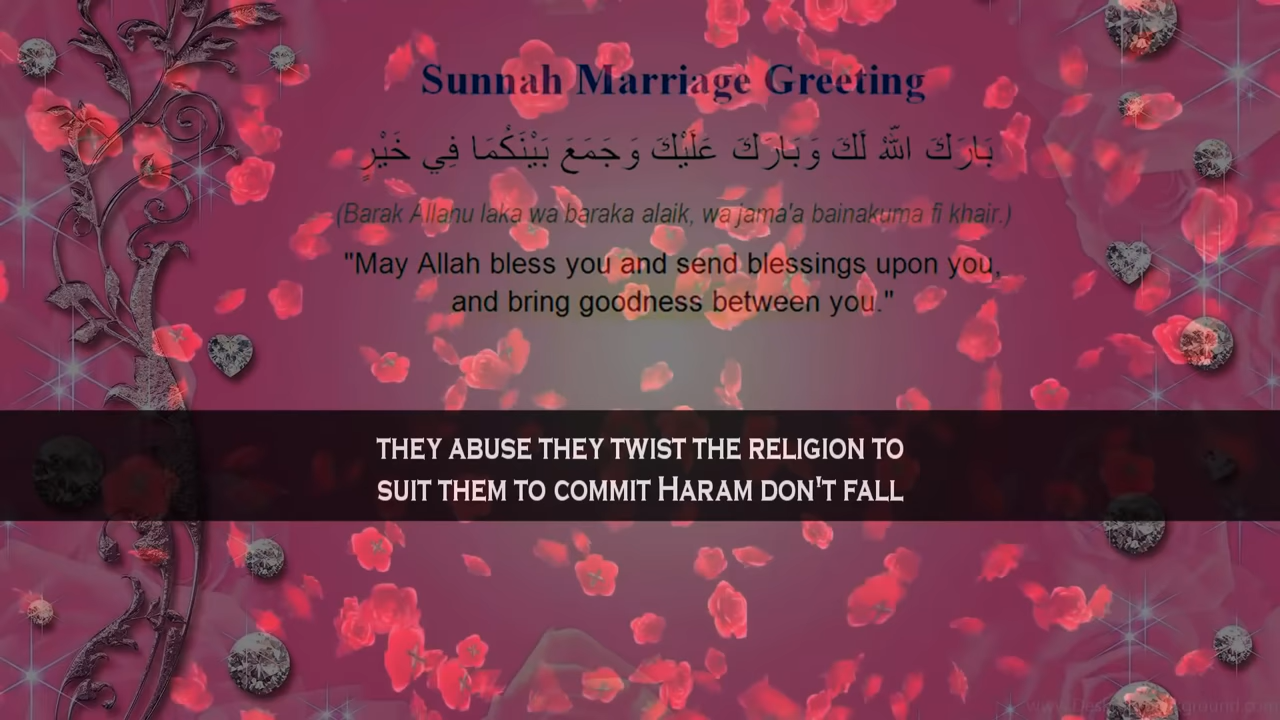 Sunnah Marriage Greeting
بَارَكَ اللَّهُ لَكَ وَبَارَكَ عَلَيْكَ وَجَمَعَ بَيْنَكُمَا فِي خَيْرٍ
(Barak Allahu laka wa baraka alaik, wa jama'a bainakuma fi khair.)
"May Allah bless you and send blessings upon you,
and bring goodness between you."
THEY ABUSE THEY TWIST THE RELIGION TO
SUIT THEM TO COMMIT HARAM DON'T FALL